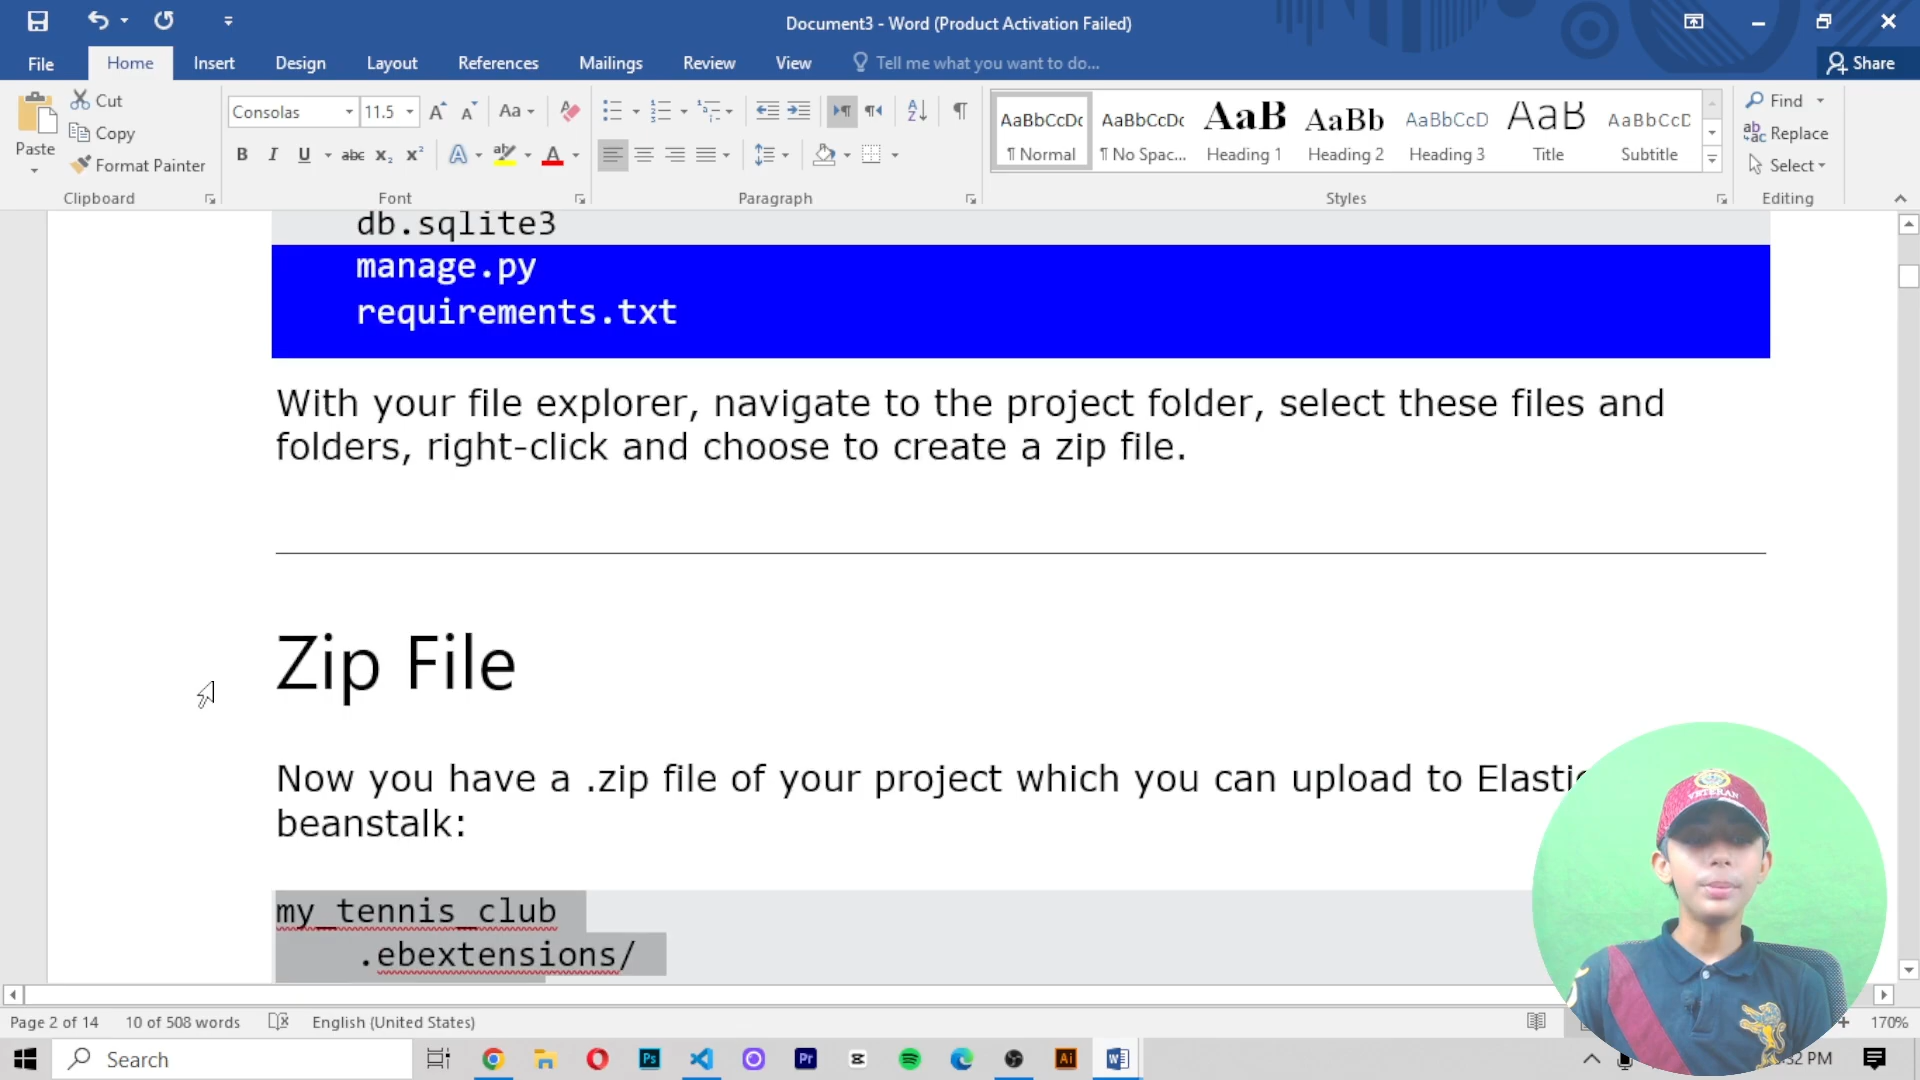 Document3 - Word (Product Activation Failed)
File
Home
Insert
Design
Layout
References
Mailings
Review
View
Tell me what you want to do...
Share
Paste
Cut
Copy
Format Painter
Clipboard
Consolas
11.5
Font
Paragraph
AaBbCcDc
¶ Normal
AaBbCcDc
¶ No Spac...
AaB
Heading 1
AaBb
Heading 2
AaBbCcD
Heading 3
AaB
Title
AaBbCcD
Subtitle
Styles
Find
Replace
Select
Editing
db.sqlite3
manage.py
requirements.txt
With your file explorer, navigate to the project folder, select these files and
folders, right-click and choose to create a zip file.
Zip File
Now you have a .zip file of your project which you can upload to Elastic
beanstalk:
my_tennis_club
.ebextensions/
VETERAN
Page 2 of 14
10 of 508 words
English (United States)
170%
Search
:32 PM